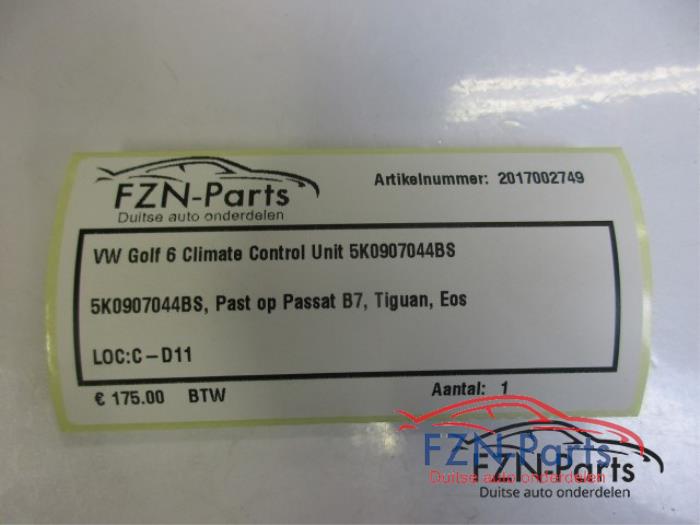 FZN-Parts
Duitse auto onderdelen
Artikelnummer: 2017002749
VW Golf 6 Climate Control Unit 5K0907044BS
5K0907044BS, Past op Passat B7, Tiguan, Eos
LOC:C-D11
€ 175.00 BTW
Aantal: 1
FZN-Parts
Duitse auto onderdelen
FZN-Parts
Duitse auto onderdelen